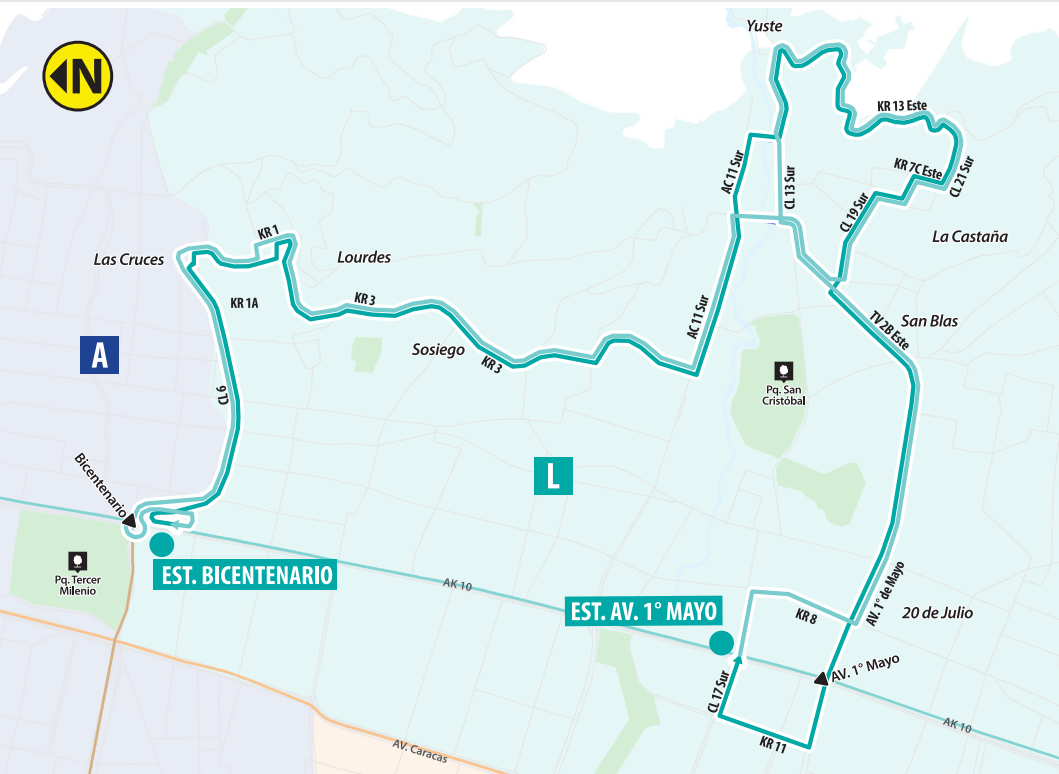 Yuste
N
KR 13 Este
AC 11 Sur
KR 7C Este
CL 21 Sur
CL 13 Sur
CL 19 Sur
KR 1
La Castaña
Las Cruces
Lourdes
KR 1A
KR 3
AC 11 Sur
TV 2B Este
San Blas
Sosiego
KR 3
A
Pq. San
Cristóbal
CL 6
L
Bicentenario
EST. BICENTENARIO
Pq. Tercer
Milenio
AK 10
EST. AV. 1° MAYO
KR 8
AV. 1° de Mayo
20 de Julio
AV. 1° Mayo
CL 17 Sur
AK 10
KR 11
AV. Caracas